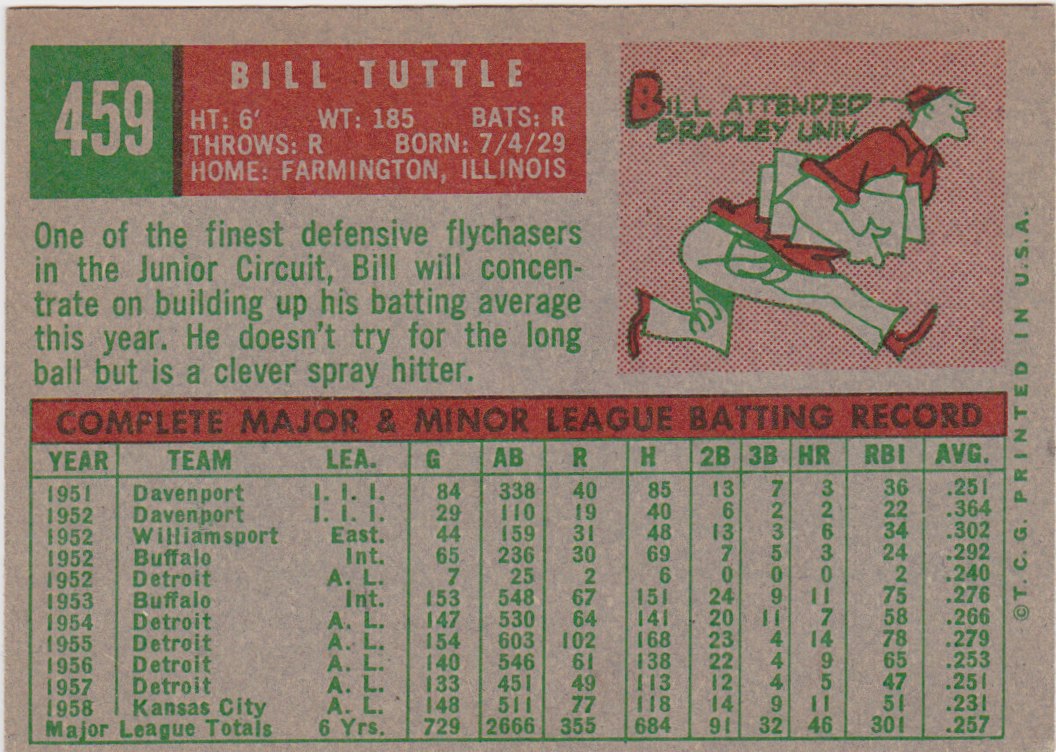 459
BILL TUTTLE
HT: 6' WT: 185 BATS: R
THROWS: R BORN: 7/4/29
HOME: FARMINGTON, ILLINOIS
BILL ATTENDED
BRADLEY UNIV.
One of the finest defensive flychasers
in the Junior Circuit, Bill will concen-
trate on building up his batting average
this year. He doesn't try for the long
ball but is a clever spray hitter.
COMPLETE MAJOR & MINOR LEAGUE BATTING RECORD
YEAR TEAM LEA. G AB R H 2B 3B HR RBI AVG.
1951 Davenport I. I. I. 84 338 40 85 13 7 3 36 .251
1952 Davenport I. I. I. 29 110 19 40 6 2 2 22 .364
1952 Williamsport East. 44 159 31 48 13 3 6 34 .302
1952 Buffalo Int. 65 236 30 69 7 5 3 24 .292
1952 Detroit A. L. 7 25 2 6 0 0 0 2 .240
1953 Buffalo Int. 153 548 67 151 24 9 11 75 .276
1954 Detroit A. L. 147 530 64 141 20 11 7 58 .266
1955 Detroit A. L. 154 603 102 168 23 4 14 78 .279
1956 Detroit A. L. 140 546 61 138 22 4 9 65 .253
1957 Detroit A. L. 133 451 49 113 12 4 5 47 .251
1958 Kansas City A. L. 148 511 77 118 14 9 11 51 .231
Major League Totals 6 Yrs. 729 2666 355 684 91 32 46 301 .257
©T. C. G. PRINTED IN U.S.A.